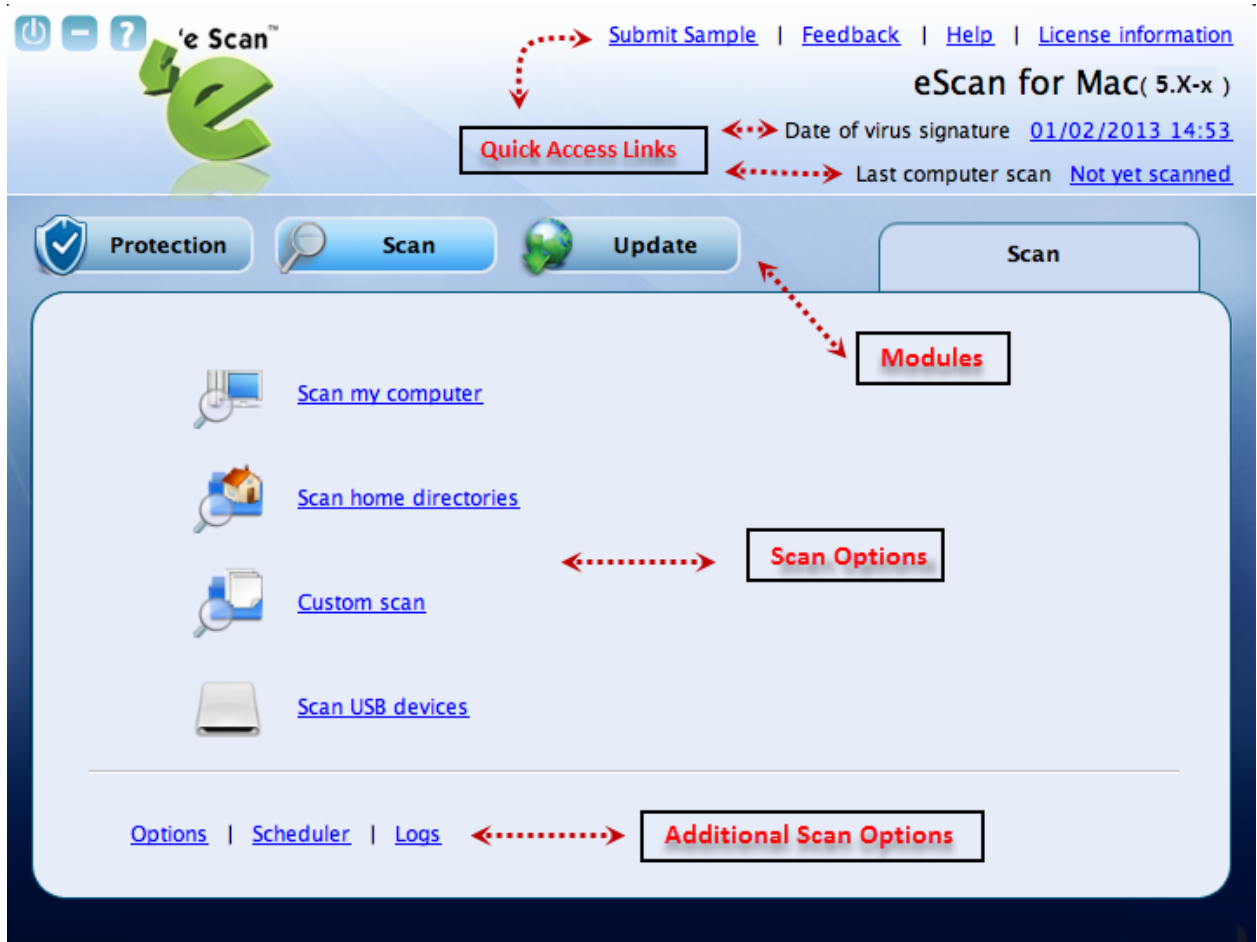 'e Scan™
Submit Sample | Feedback | Help | License information
eScan for Mac( 5.X-x )
Quick Access Links
Date of virus signature 01/02/2013 14:53
Last computer scan Not yet scanned
Protection
Scan
Update
Scan
Modules
Scan my computer
Scan home directories
Scan Options
Custom scan
Scan USB devices
Options | Scheduler | Logs
Additional Scan Options